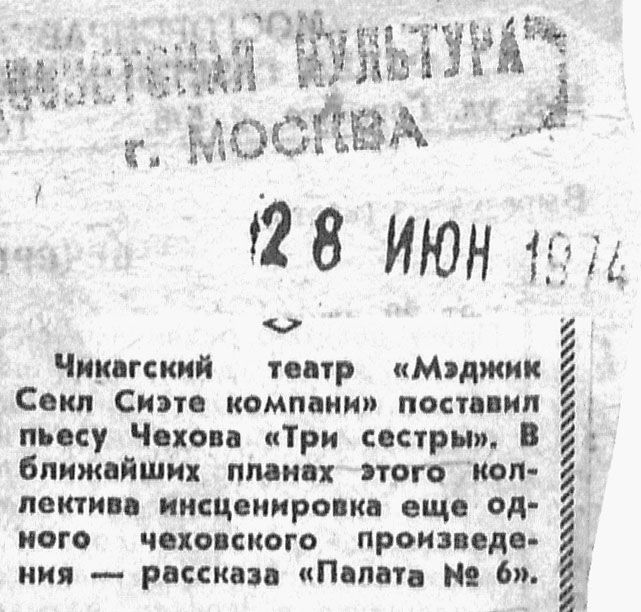 СОВЕТСКАЯ КУЛЬТУРА
г. МОСКВА
28 ИЮН 1974
Чикагский театр «Мэджик
Секл Сиэте компани» поставил
пьесу Чехова «Три сестры». В
ближайших планах этого кол-
лектива инсценировка еще од-
ного чеховского произведе-
ния — рассказа «Палата № 6».